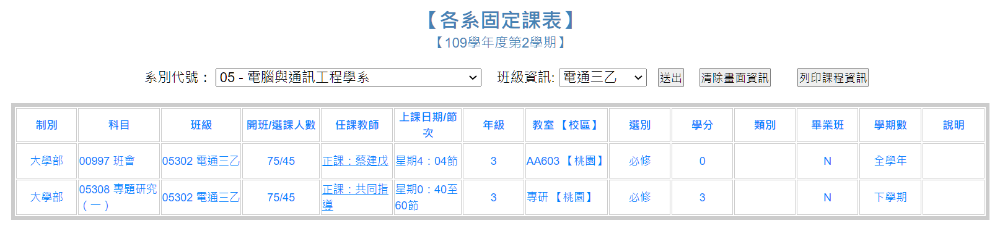 【各系固定課表】
【109學年度第2學期】
系別代號： 05 - 電腦與通訊工程學系 班級資訊: 電通三乙 送出 清除畫面資訊 列印課程資訊
制別 科目 班級 開班/選課人數 任課教師 上課日期/節次 年級 教室【校區】 選別 學分 類別 畢業班 學期數 說明
大學部 00997 班會 05302 電通三乙 75/45 正課：蔡建戊 星期4：04節 3 AA603【桃園】 必修 0 N 全學年
大學部 05308 專題研究（一） 05302 電通三乙 75/45 正課：共同指導 星期0：40至60節 3 專研【桃園】 必修 3 N 下學期